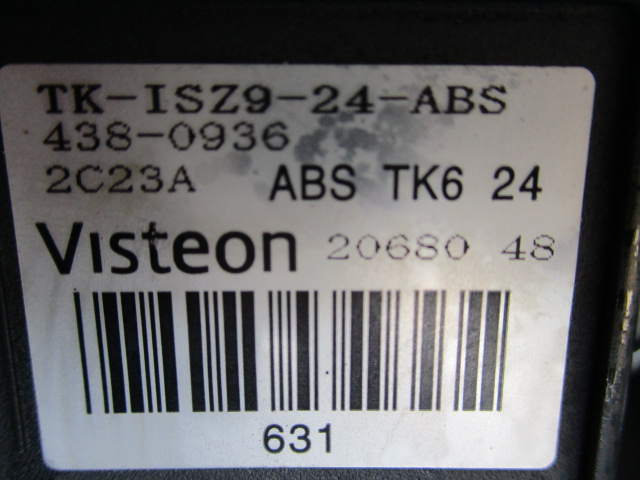 TK-ISZ9-24-ABS
438-0936
2C23A ABS TK6 24
Visteon 20680 48
631